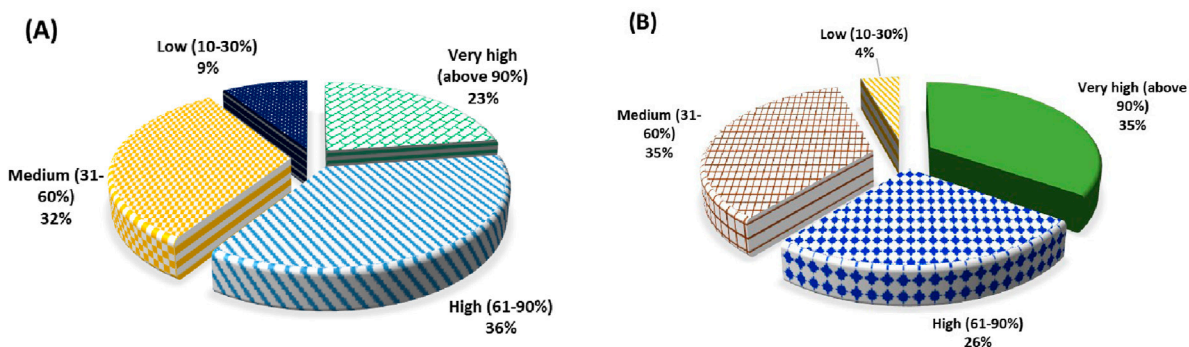 (A)
Low (10-30%)
9%
Very high
(above 90%)
23%
Medium (31-
60%)
32%
High (61-90%)
36%
(B)
Low (10-30%)
4%
Very high (above
90%)
35%
Medium (31-
60%)
35%
High (61-90%)
26%